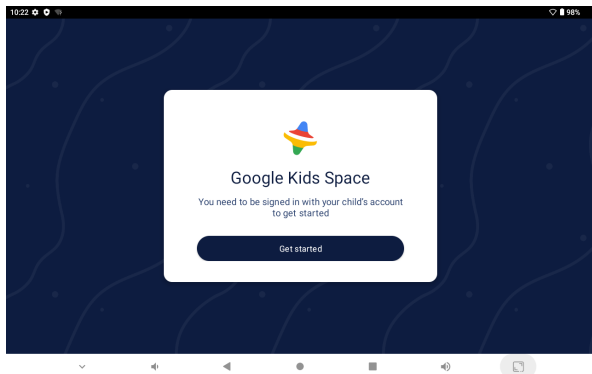 10:22
98%
Google Kids Space
You need to be signed in with your child's account
to get started
Get started